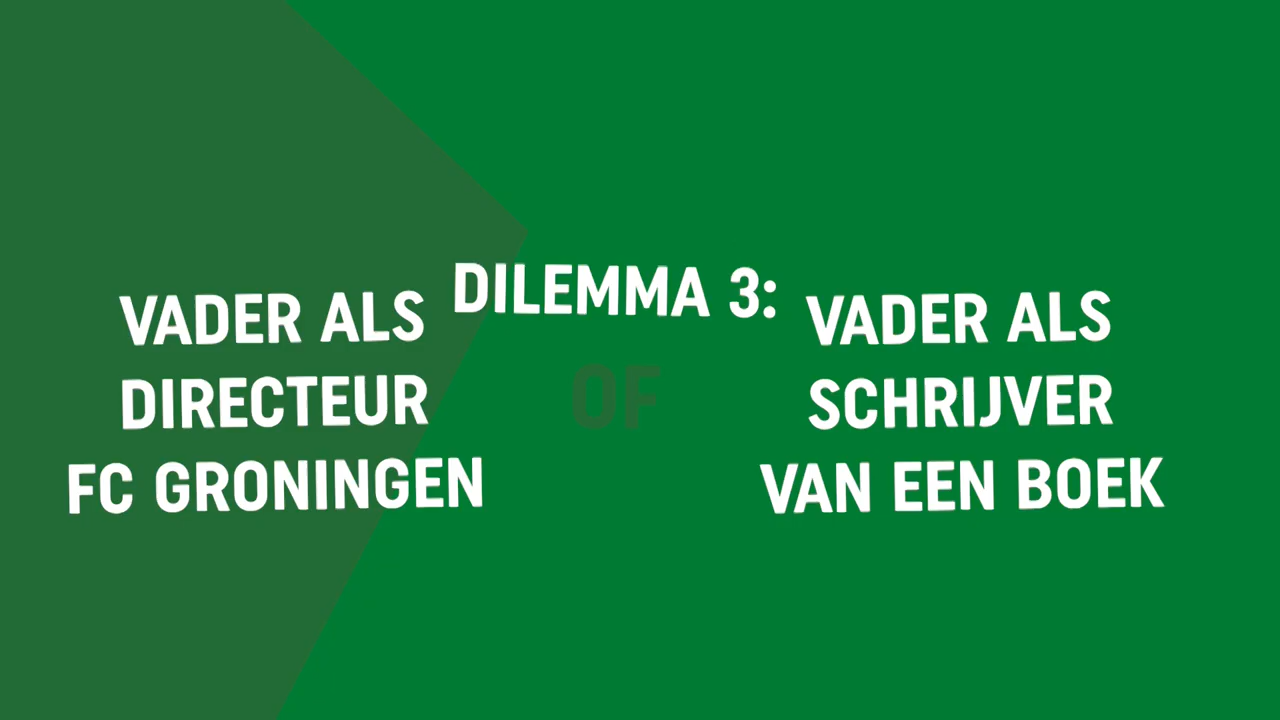 DILEMMA 3:
VADER ALS
DIRECTEUR
FC GRONINGEN
OF
VADER ALS
SCHRIJVER
VAN EEN BOEK